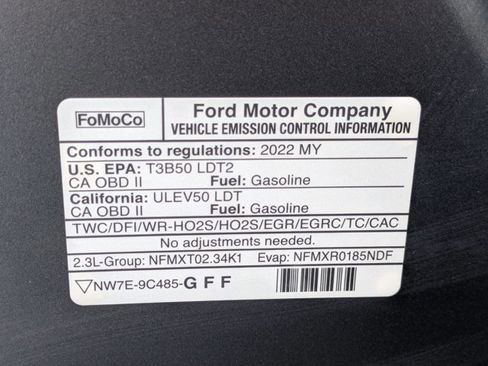 FoMoCo
Ford Motor Company
VEHICLE EMISSION CONTROL INFORMATION
Conforms to regulations: 2022 MY
U.S. EPA: T3B50 LDT2
CA OBD II Fuel: Gasoline
California: ULEV50 LDT
CA OBD II Fuel: Gasoline
TWC/DFI/WR-HO2S/HO2S/EGR/EGRC/TC/CAC
No adjustments needed.
2.3L-Group: NFMXT02.34K1 Evap: NFMXR0185NDF
NW7E-9C485-GFF